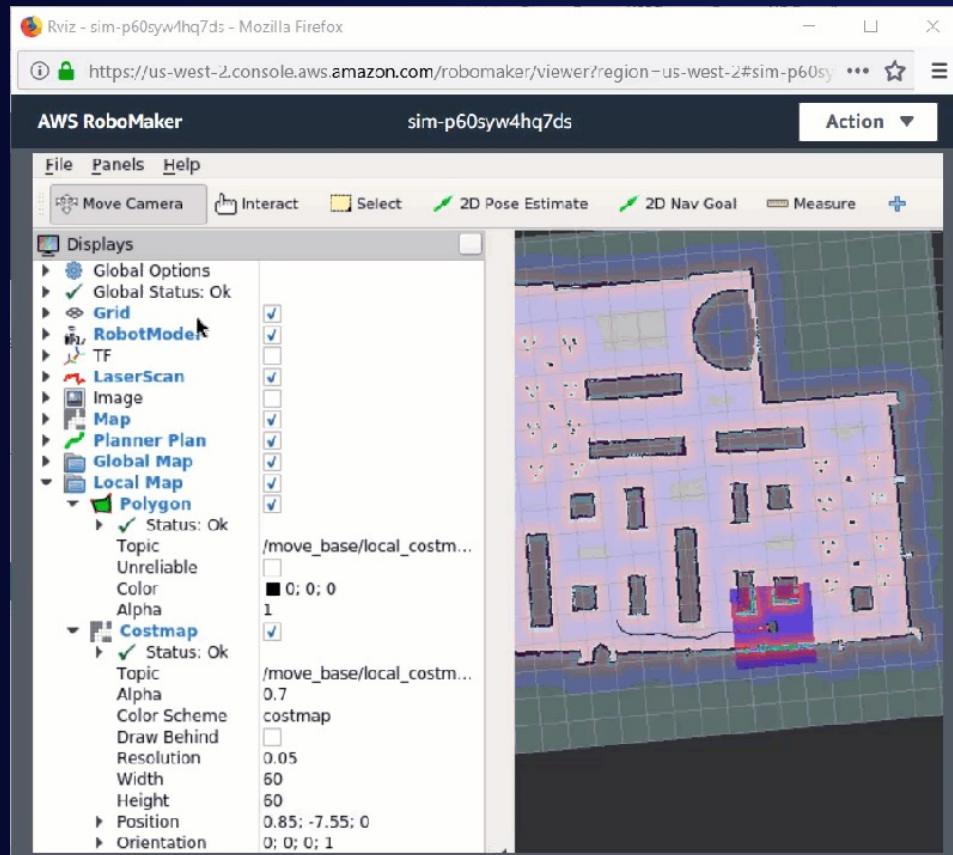 Rviz - sim-p60syw4hq7ds - Mozilla Firefox
https://us-west-2.console.aws.amazon.com/robomaker/viewer?region=us-west-2#sim-p60sy
AWS RoboMaker sim-p60syw4hq7ds Action
File Panels Help
Move Camera Interact Select 2D Pose Estimate 2D Nav Goal Measure
Displays
Global Options
Global Status: Ok
Grid
RobotModel
TF
LaserScan
Image
Map
Planner Plan
Global Map
Local Map
Polygon
Status: Ok
Topic /move_base/local_costm...
Unreliable
Color 0; 0; 0
Alpha 1
Costmap
Status: Ok
Topic /move_base/local_costm...
Alpha 0.7
Color Scheme costmap
Draw Behind
Resolution 0.05
Width 60
Height 60
Position 0.85; -7.55; 0
Orientation 0; 0; 0; 1